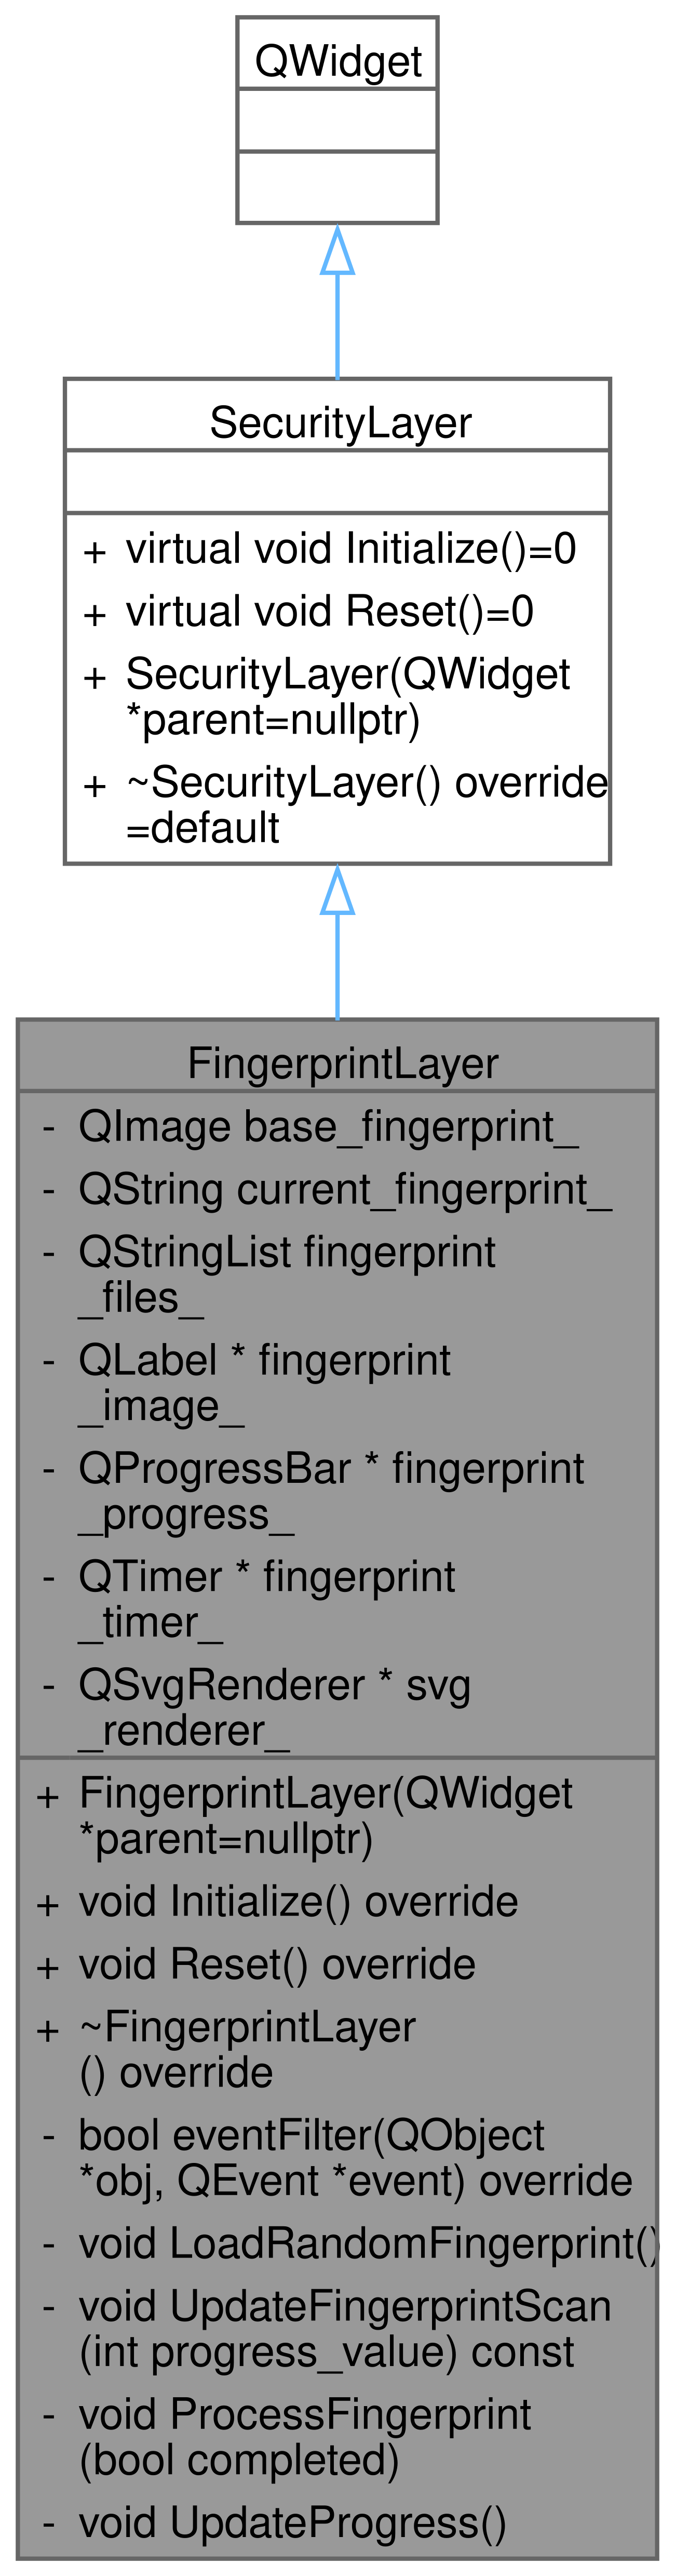 QWidget
SecurityLayer
+ virtual void Initialize()=0
+ virtual void Reset()=0
+ SecurityLayer(QWidget
*parent=nullptr)
+ ~SecurityLayer() override
=default
FingerprintLayer
- QImage base_fingerprint_
- QString current_fingerprint_
- QStringList fingerprint
_files_
- QLabel * fingerprint
_image_
- QProgressBar * fingerprint
_progress_
- QTimer * fingerprint
_timer_
- QSvgRenderer * svg
_renderer_
+ FingerprintLayer(QWidget
*parent=nullptr)
+ void Initialize() override
+ void Reset() override
+ ~FingerprintLayer
() override
- bool eventFilter(QObject
*obj, QEvent *event) override
- void LoadRandomFingerprint()
- void UpdateFingerprintScan
(int progress_value) const
- void ProcessFingerprint
(bool completed)
- void UpdateProgress()